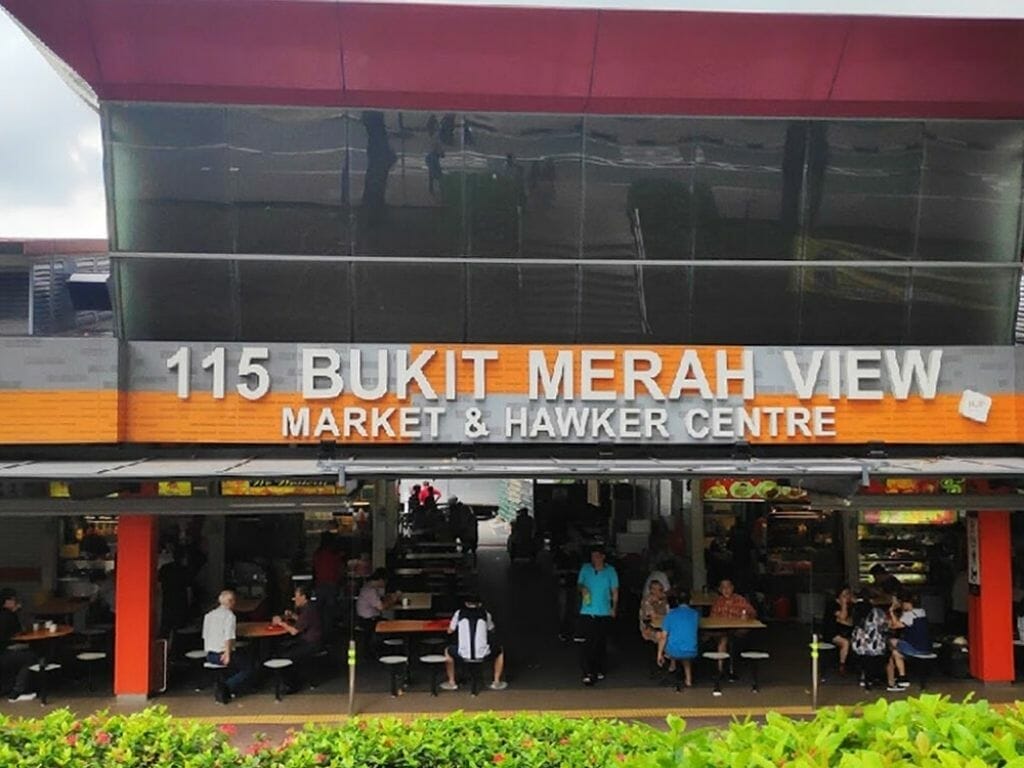 115 BUKIT MERAH VIEW
MARKET & HAWKER CENTRE